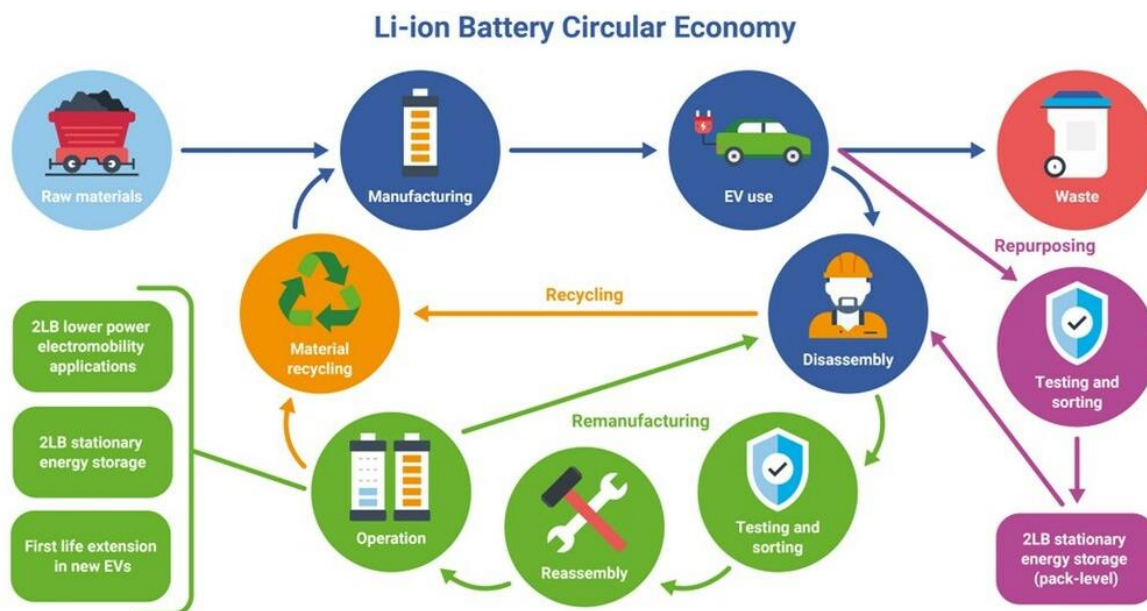 Li-ion Battery Circular Economy
Raw materials
Manufacturing
EV use
Waste
Repurposing
Recycling
Material
recycling
Disassembly
Testing and
sorting
2LB lower power
electromobility
applications
2LB stationary
energy storage
First life extension
in new EVs
Remanufacturing
Operation
Reassembly
Testing and
sorting
2LB stationary
energy storage
(pack-level)